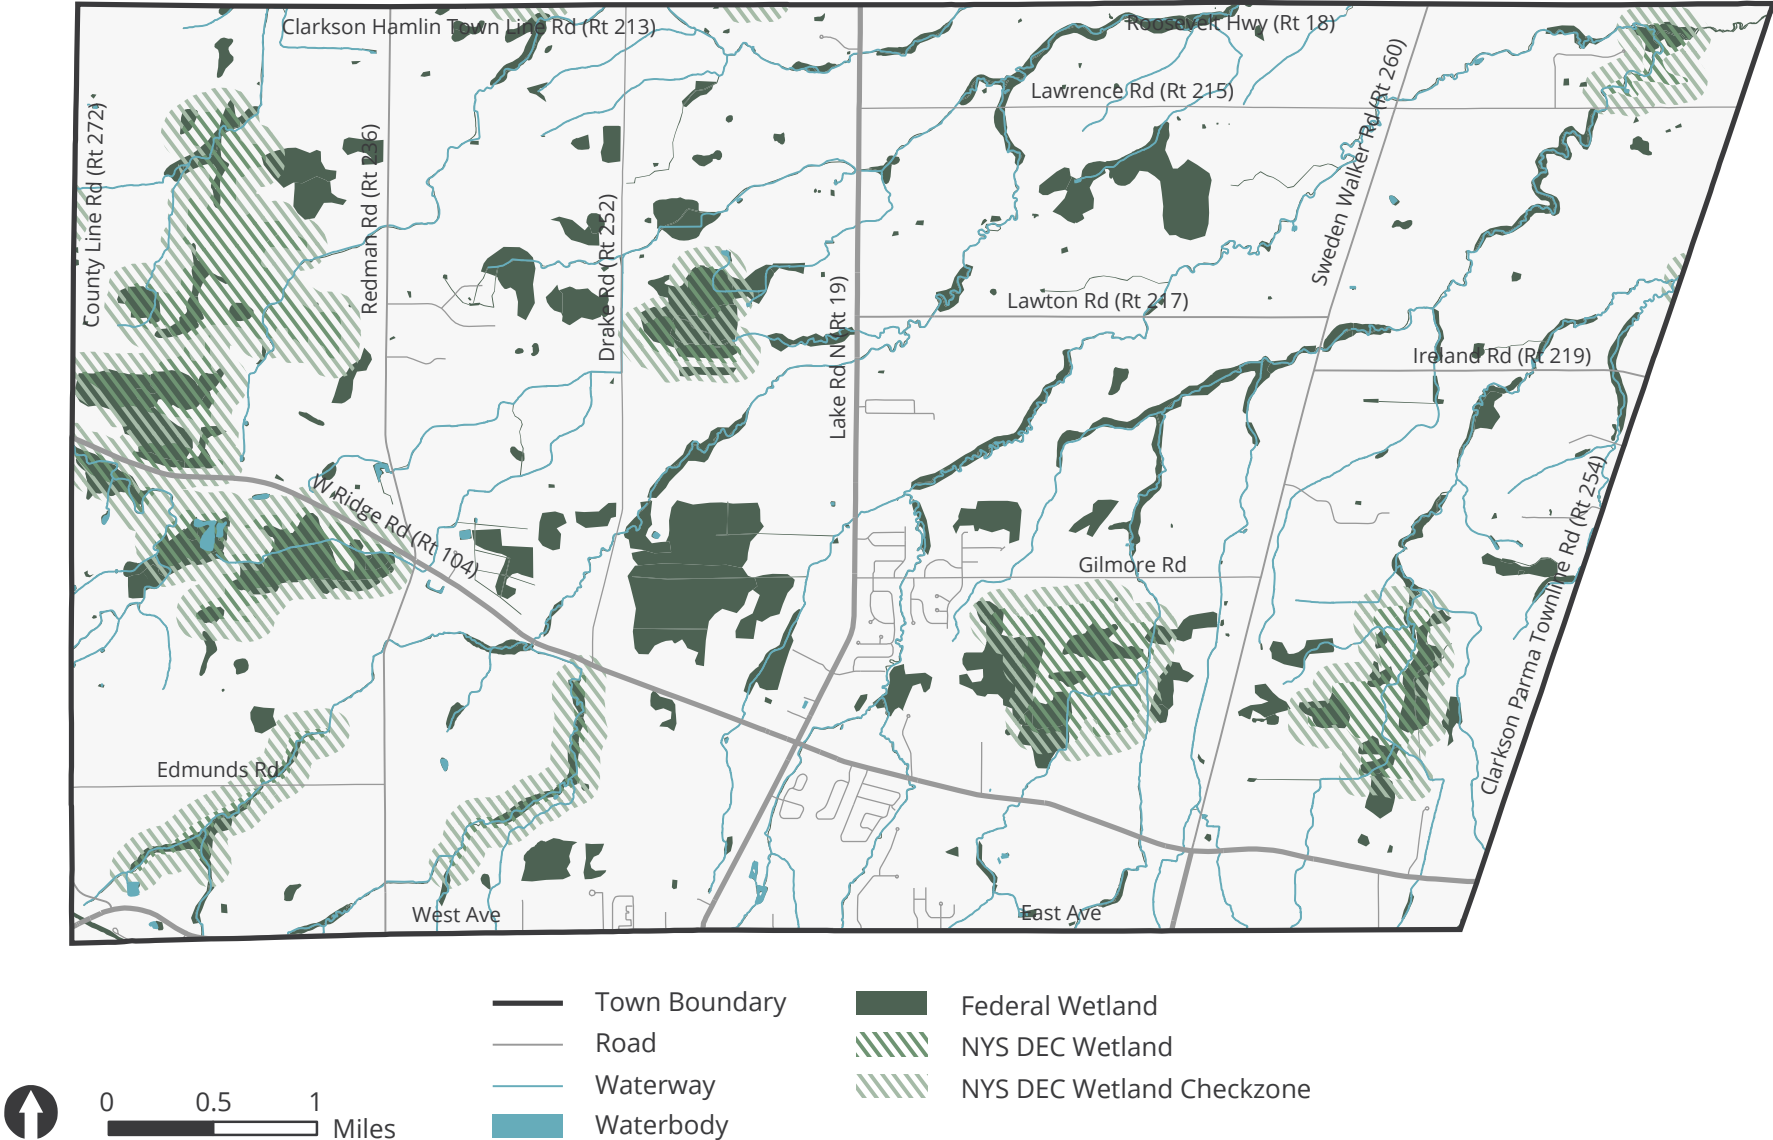 Clarkson Hamlin Town Line Rd (Rt 213)
Roosevelt Hwy (Rt 18)
Lawrence Rd (Rt 215)
County Line Rd (Rt 272)
Redman Rd (Rt 236)
Drake Rd (Rt 252)
Lake Rd N (Rt 19)
Sweden Walker Rd (Rt 260)
Lawton Rd (Rt 217)
Ireland Rd (Rt 219)
W Ridge Rd (Rt 104)
Gilmore Rd
Clarkson Parma Townline Rd (Rt 254)
Edmunds Rd
West Ave
East Ave
Town Boundary
Road
Waterway
Waterbody
Federal Wetland
NYS DEC Wetland
NYS DEC Wetland Checkzone
0 0.5 1
Miles